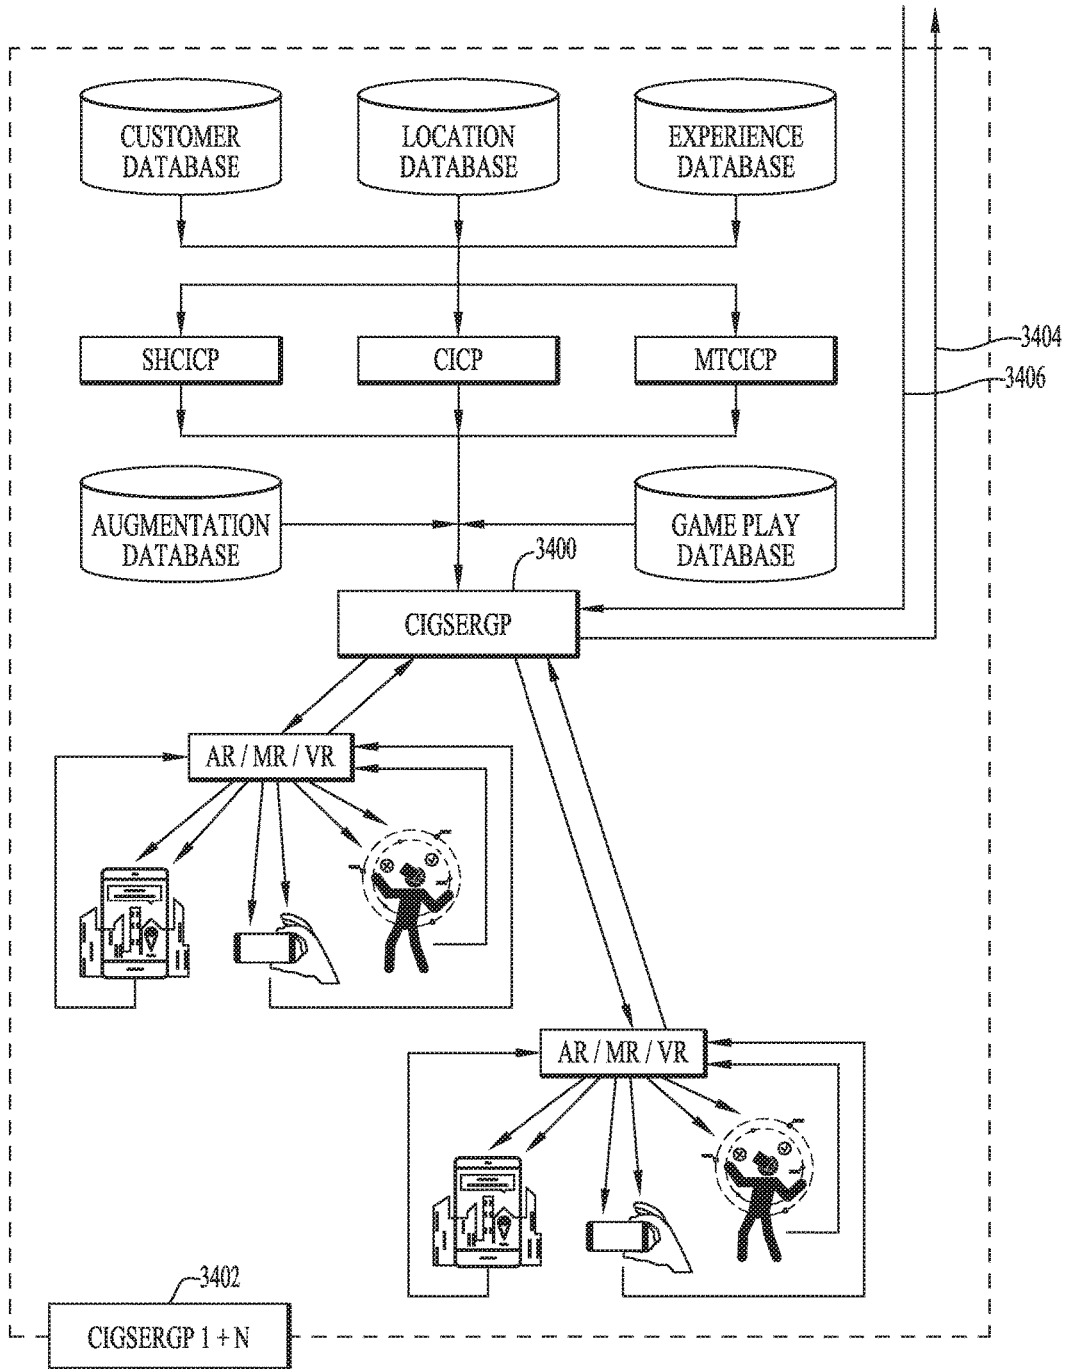 CUSTOMER
DATABASE
LOCATION
DATABASE
EXPERIENCE
DATABASE
SHCICP
CICP
MTCICP
3404
3406
AUGMENTATION
DATABASE
GAME PLAY
DATABASE
3400
CIGSERGP
AR / MR / VR
AR / MR / VR
3402
CIGSERGP 1 + N